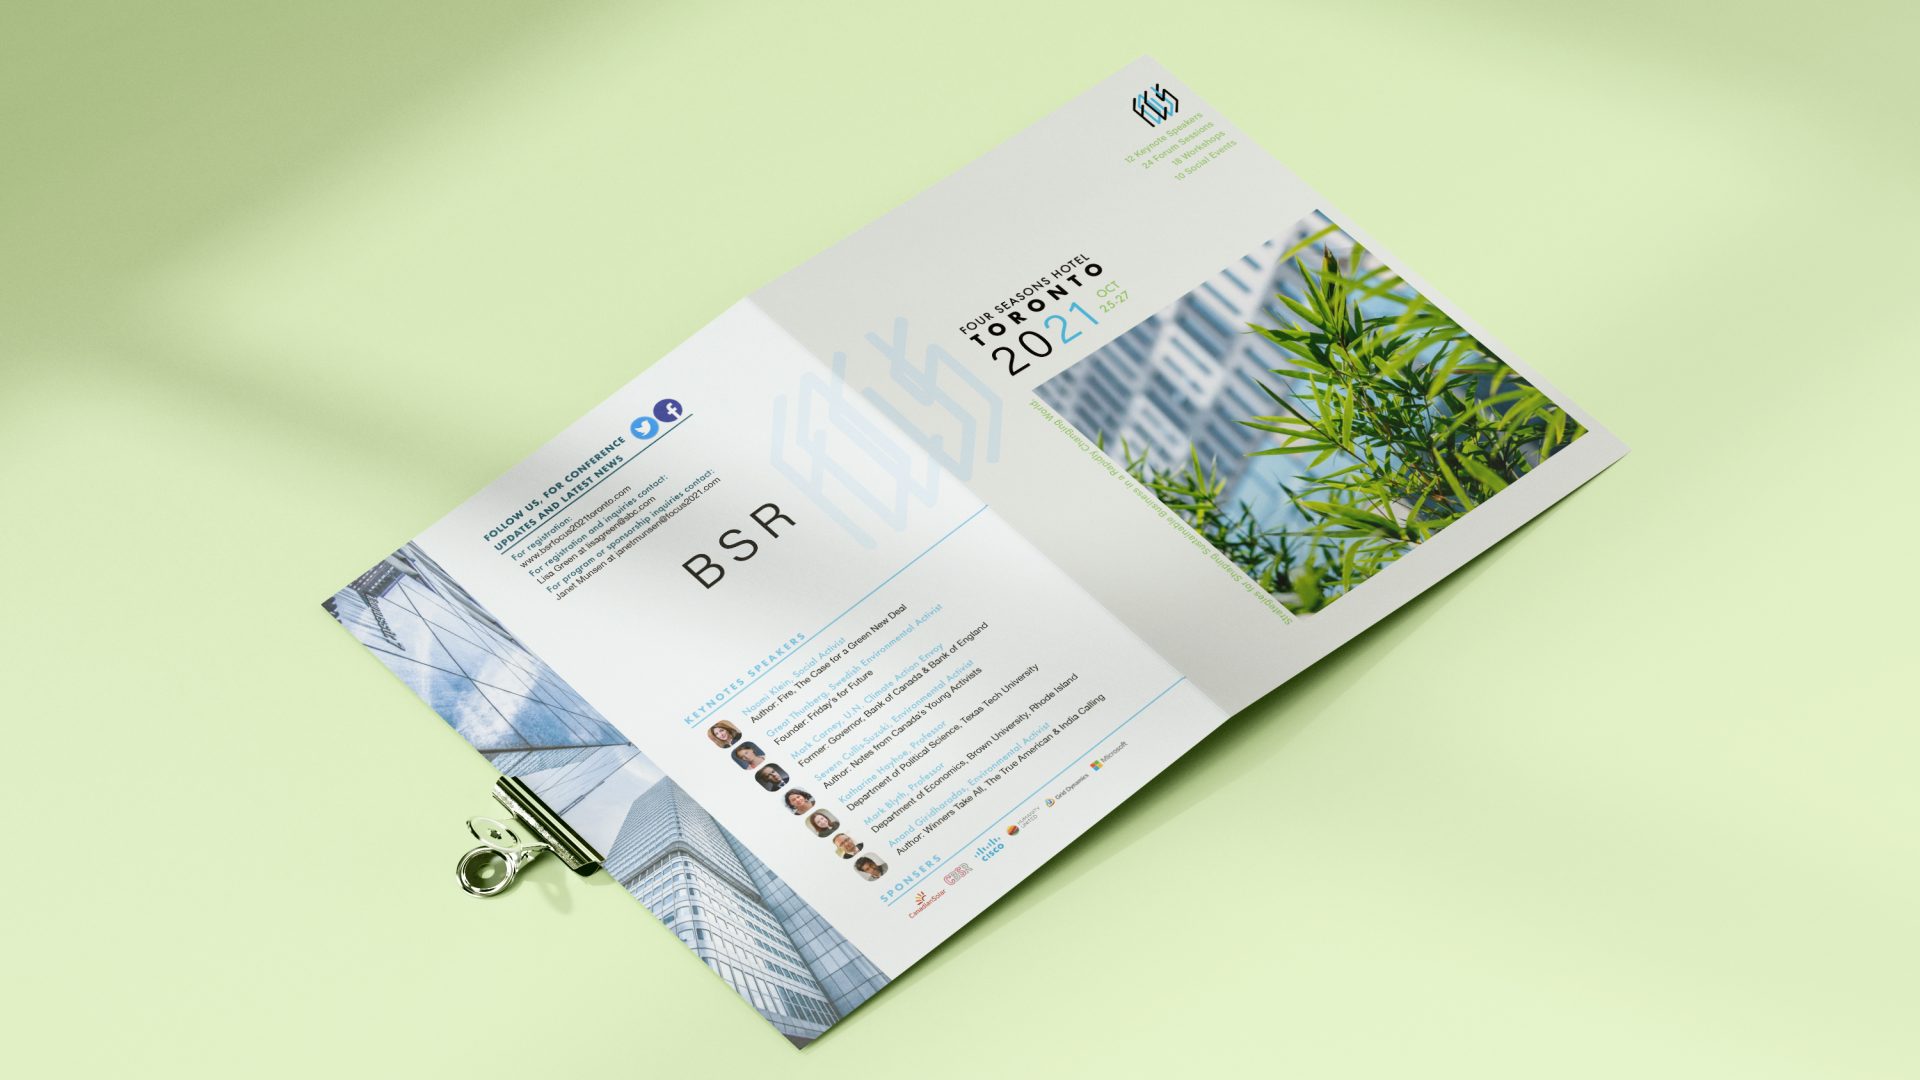 12 Keynote Speakers
24 Forum Sessions
18 Workshops
10 Social Events
FOUR SEASONS HOTEL
TORONTO
2021
OCT
25-27
Strategies for Shaping Sustainable Business in a Rapidly Changing World.
FOLLOW US, FOR CONFERENCE
UPDATES AND LATEST NEWS
For registration:
www.bsrfocus2021toronto.com
For registration and inquiries contact:
Lisa Green at lisagreen@sbc.com
For program or sponsorship inquiries contact:
Janet Munsen at janetmunsen@focus2021.com
BSR
KEYNOTES SPEAKERS
Naomi Klein, Social Activist
Author: Fire, The Case for a Green New Deal
Great Thunberg, Swedish Environmental Activist
Founder: Friday's for Future
Mark Carney, U.N. Climate Action Envoy
Former: Governor, Bank of Canada & Bank of England
Severn Cullis-Suzuki, Environmental Activist
Author: Notes from Canada's Young Activists
Katharine Hayhoe, Professor
Department of Political Science, Texas Tech University
Mark Blyth, Professor
Department of Economics, Brown University, Rhode Island
Anand Giridharadas, Environmental Activist
Author: Winners Take All, The True American & India Calling
SPONSERS
CanadianSolar
CBSR
CISCO
HUMANITY
UNITED
Grid Dynamics
Microsoft